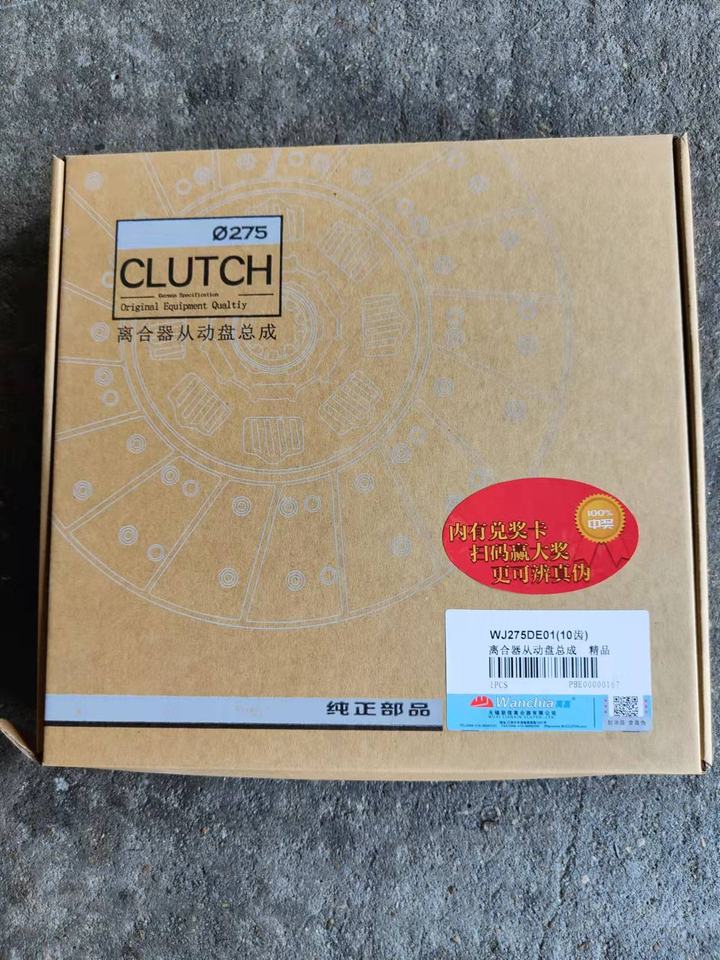 Ø275
CLUTCH
German Specification
Original Equipment Qualtiy
离合器从动盘总成
100%
中奖
内有兑奖卡
扫码赢大奖
更可辨真伪
WJ275DE01(10齿)
离合器从动盘总成 精品
1PCS PBE00000167
Wanchia
纯正部品